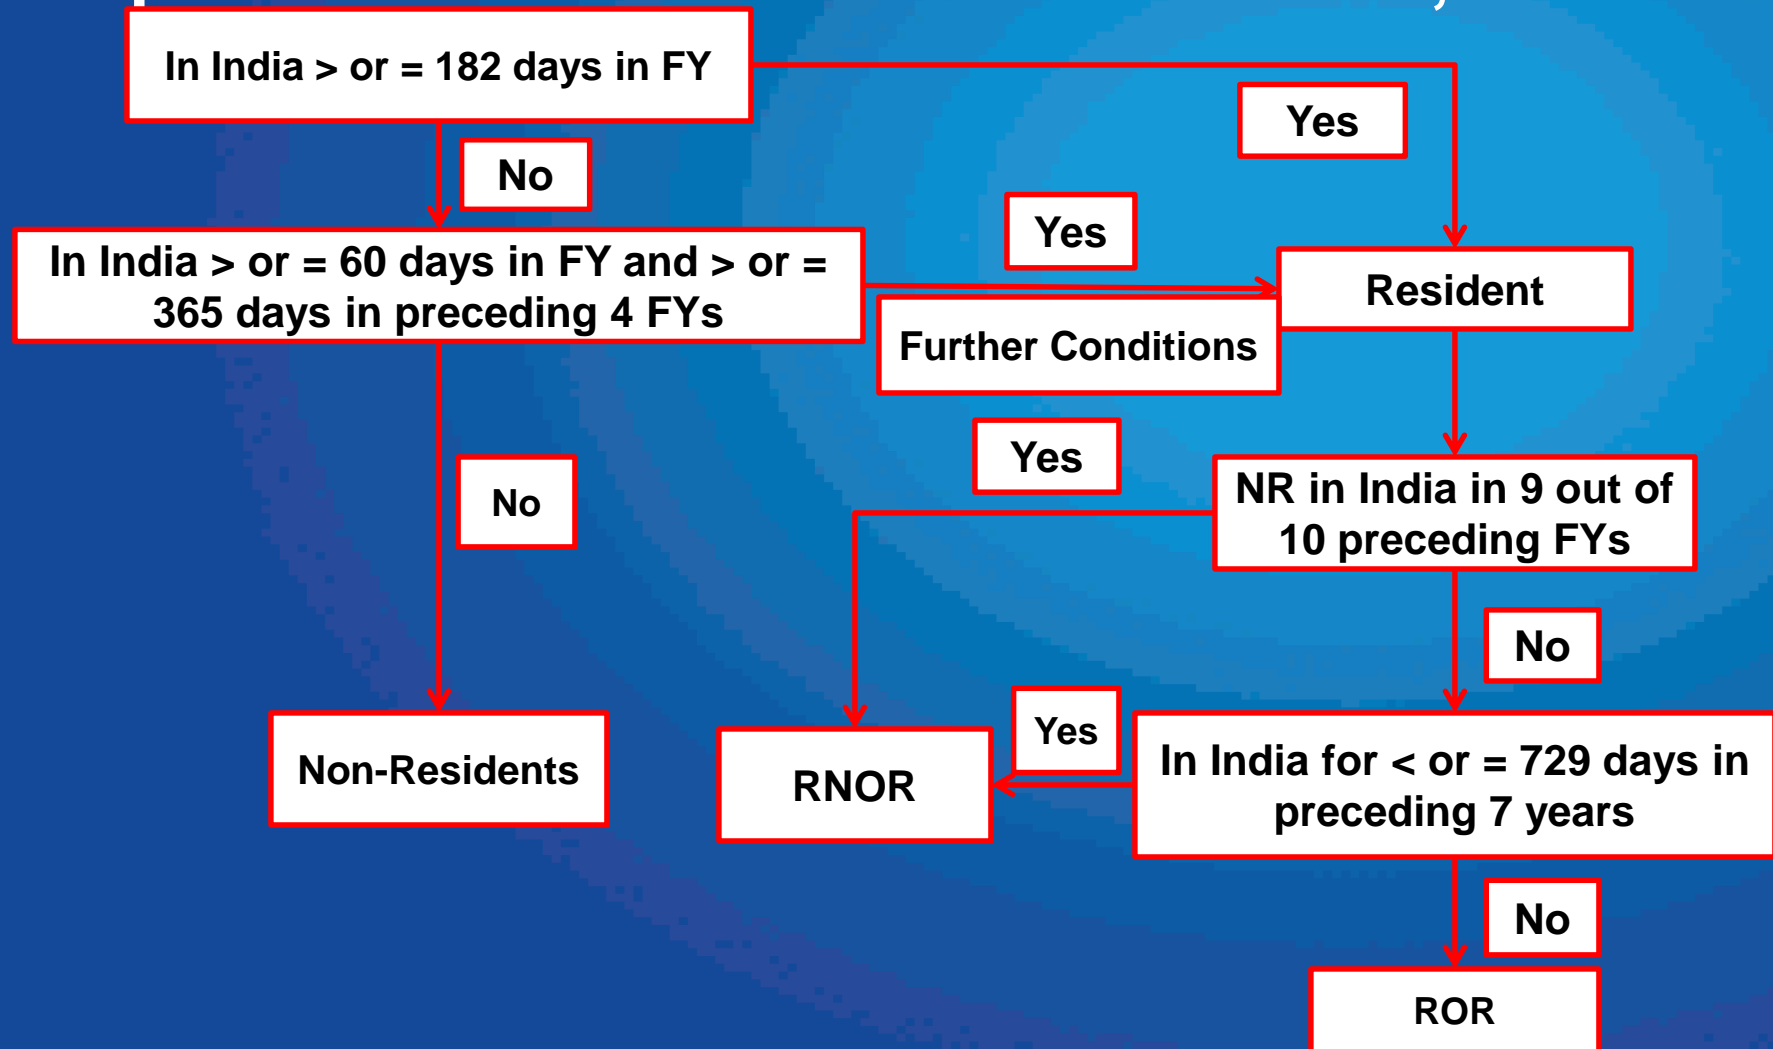 In India > or = 182 days in FY
Yes
No
Yes
In India > or = 60 days in FY and > or =
365 days in preceding 4 FYs
Resident
Further Conditions
Yes
No
NR in India in 9 out of
10 preceding FYs
No
Yes
Non-Residents
RNOR
In India for < or = 729 days in
preceding 7 years
No
ROR